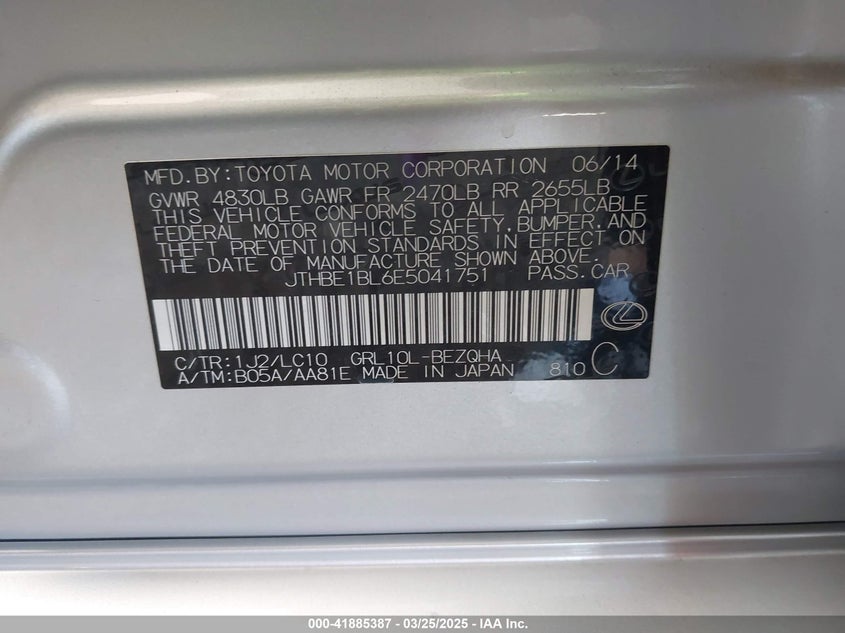 MFD.BY:TOYOTA MOTOR CORPORATION 06/14
GVWR 4830LB GAWR FR 2470LB RR 2655LB
THIS VEHICLE CONFORMS TO ALL APPLICABLE
FEDERAL MOTOR VEHICLE SAFETY,BUMPER,AND
THEFT PREVENTION STANDARDS IN EFFECT ON
THE DATE OF MANUFACTURE SHOWN ABOVE.
JTHBE1BL6E5041751 PASS.CAR
C/TR:1J2/LC10 GRL10L-BEZQHA
A/TM:B05A/AA81E MADE IN JAPAN 810 C
000-41885387 - 03/25/2025 - IAA Inc.